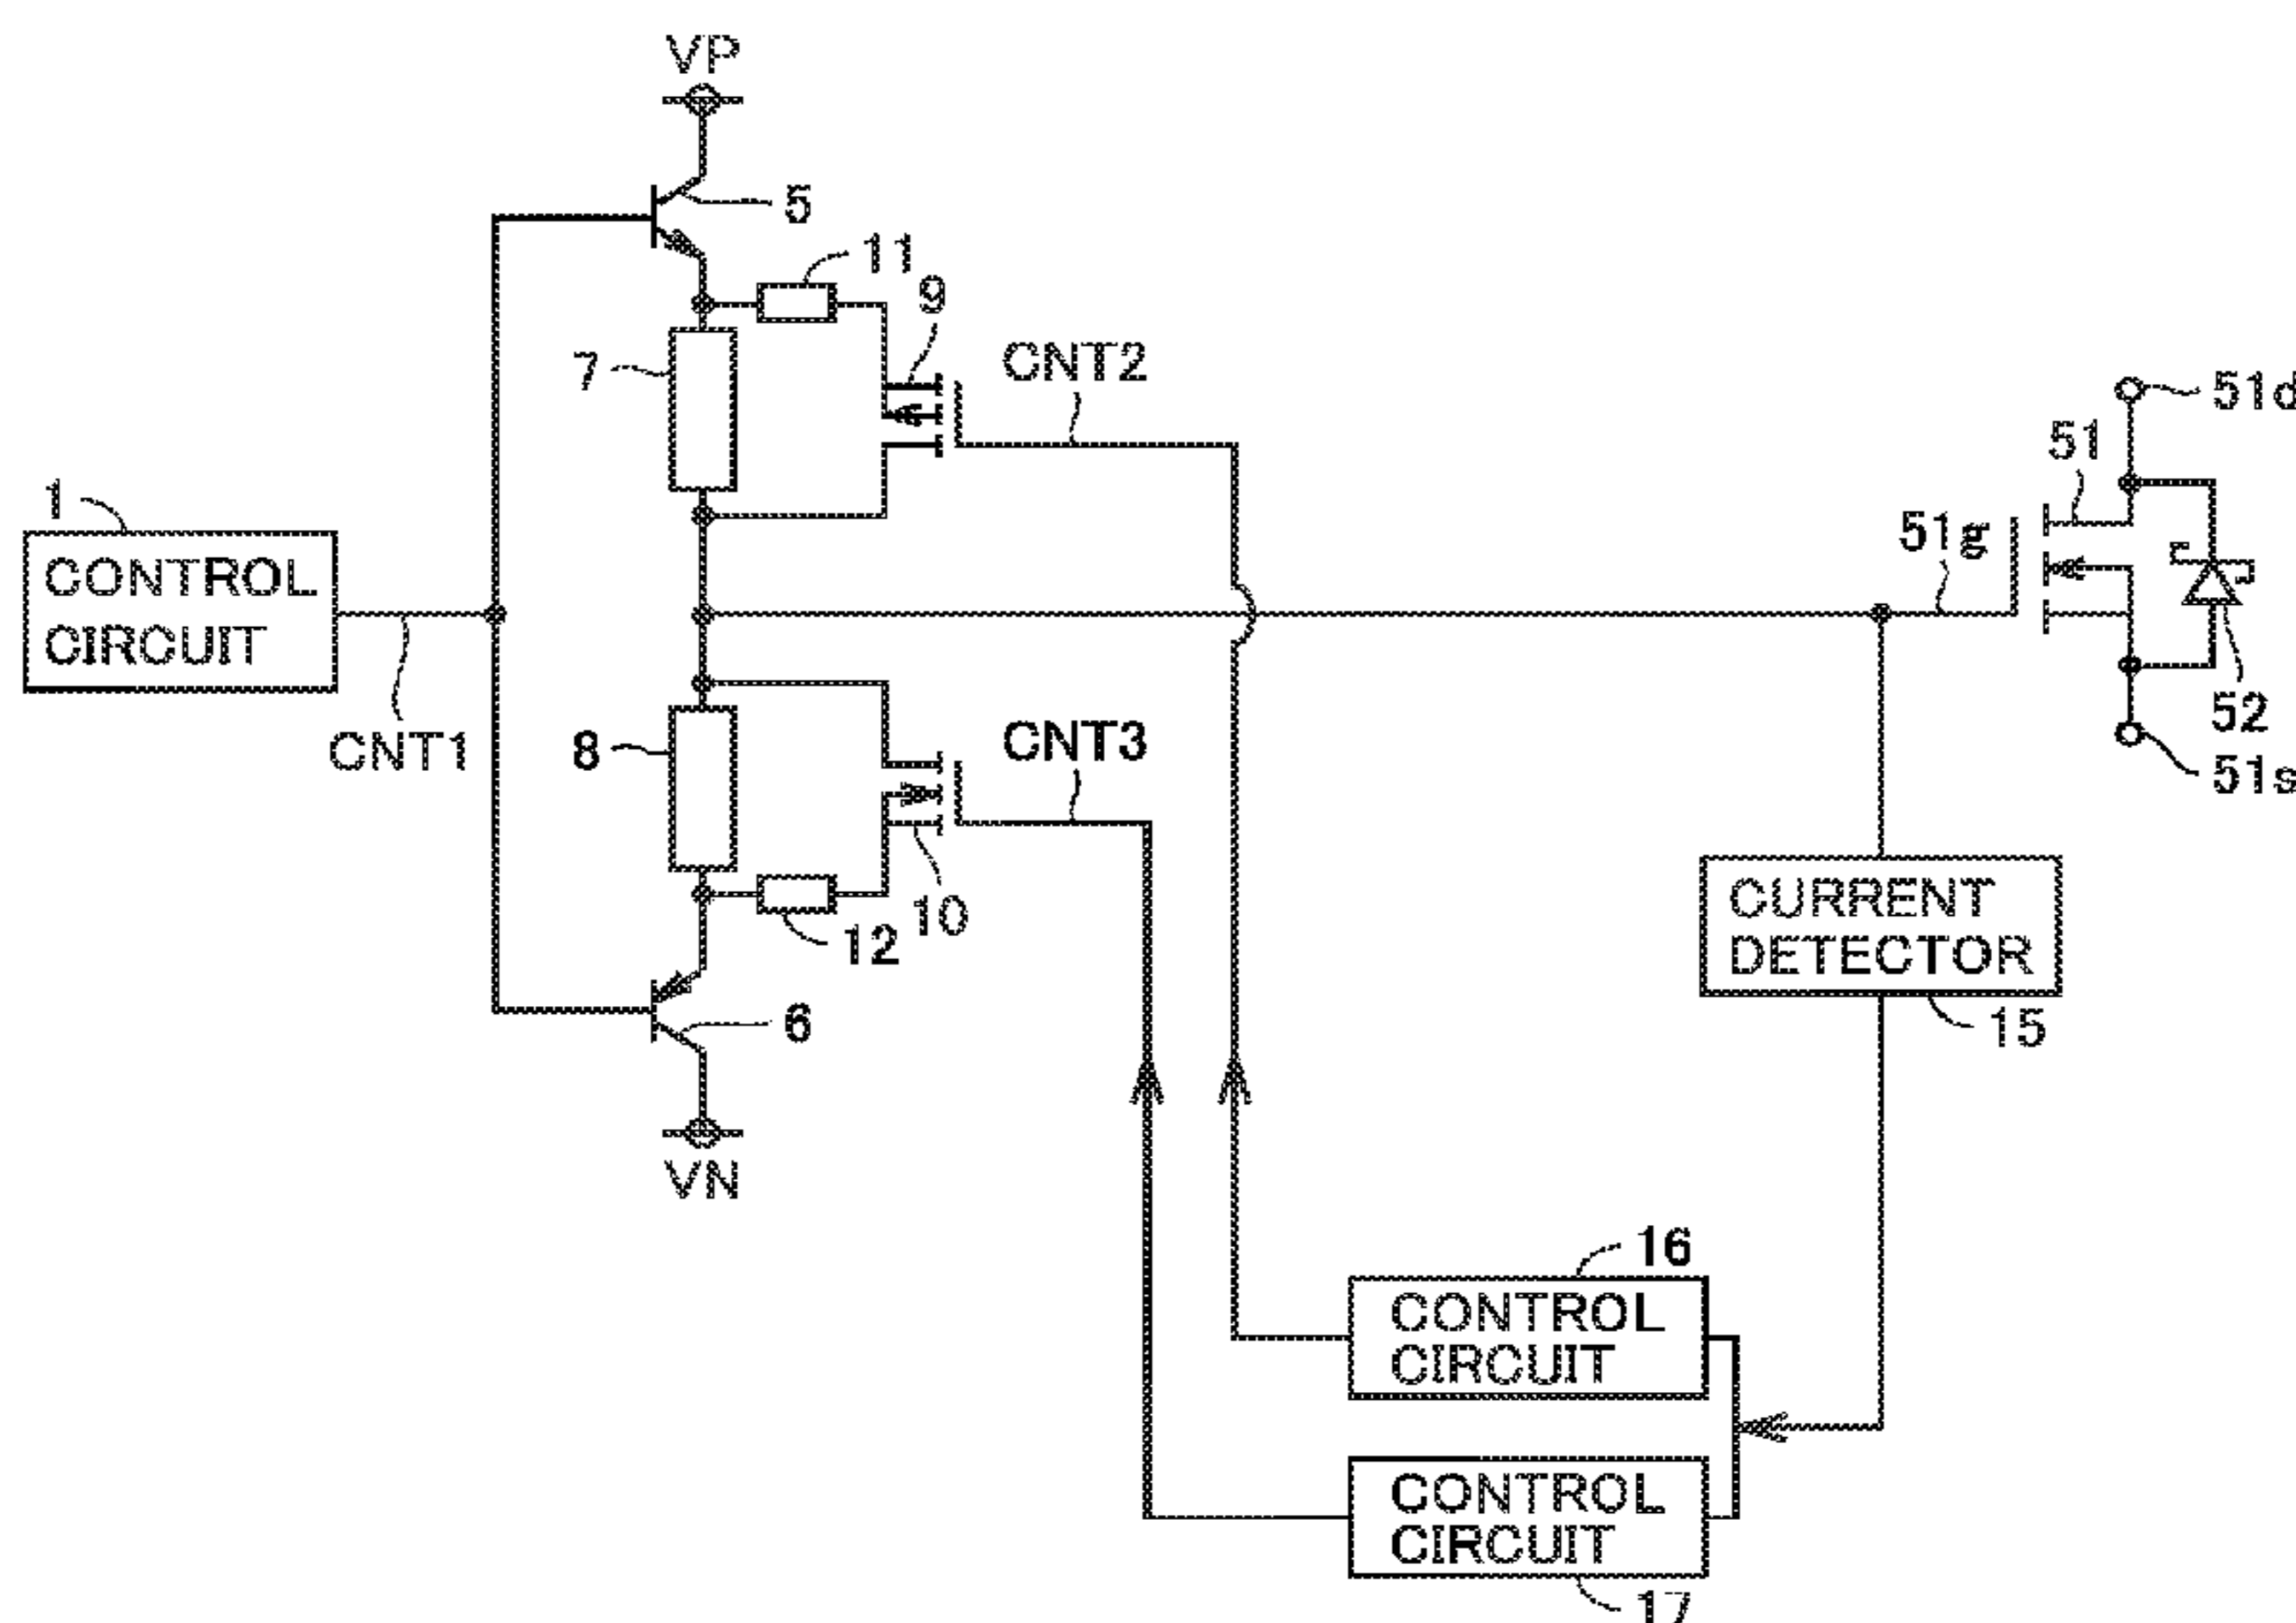 VP
5
11
9
7
CNT2
51d
51
1
51g
CONTROL
CIRCUIT
52
CNT1
8
CNT3
51s
10
12
CURRENT
DETECTOR
6
15
VN
16
CONTROL
CIRCUIT
CONTROL
CIRCUIT
17